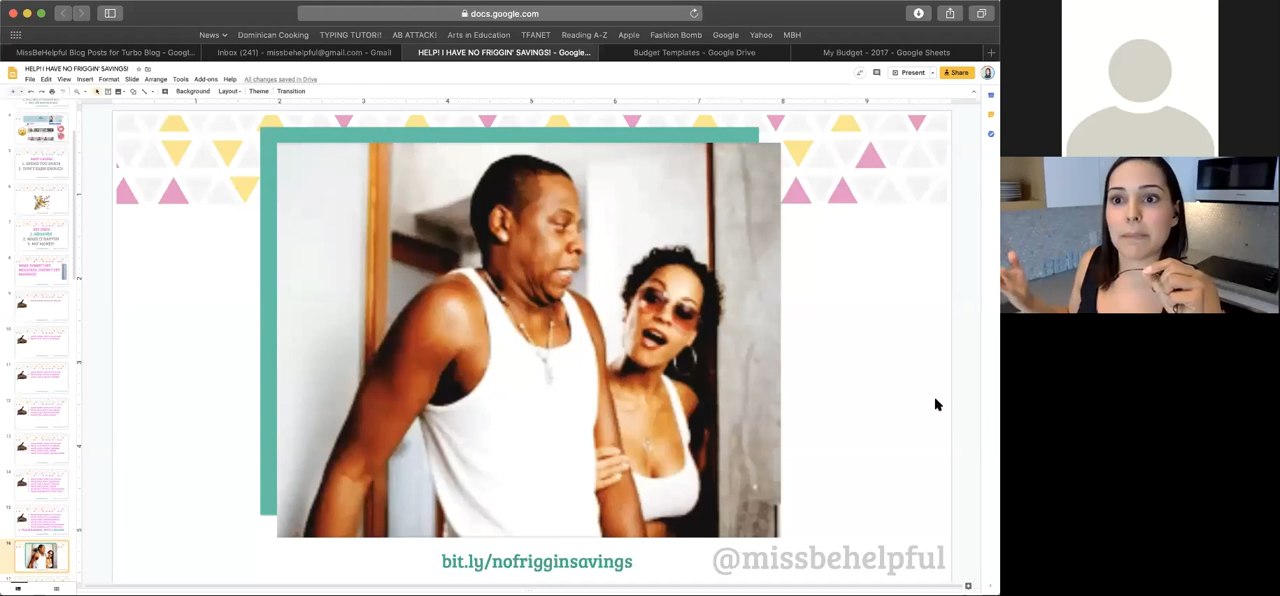 docs.google.com
News
Dominican Cooking
TYPING TUTOR!!
AB ATTACK!
Arts in Education
TFANET
Reading A-Z
Apple
Fashion Bomb
Google
Yahoo
MBH
MissBeHelpful Blog Posts for Turbo Blog - Googl...
Inbox (241) - missbehelpful@gmail.com - Gmail
HELP! I HAVE NO FRIGGIN' SAVINGS! - Google...
Budget Templates - Google Drive
My Budget - 2017 - Google Sheets
HELP! I HAVE NO FRIGGIN' SAVINGS!
File Edit View Insert Format Slide Arrange Tools Add-ons Help All changes saved in Drive
Present
Share
Background Layout Theme Transition
bit.ly/nofrigginsavings
@missbehelpful